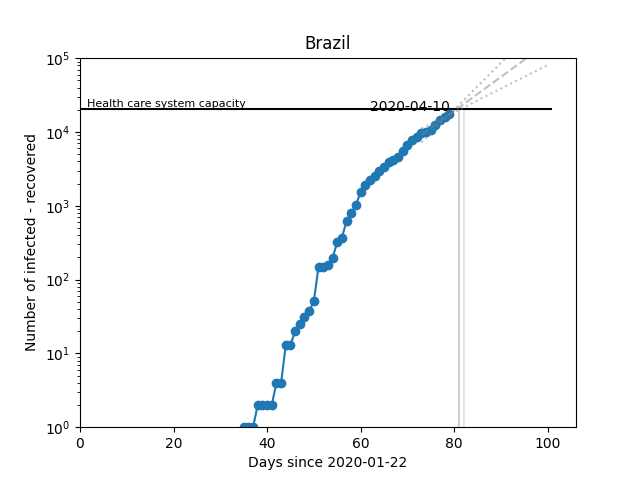 Brazil
10^5
Health care system capacity
2020-04-10
10^4
10^3
10^2
10^1
10^0
Number of infected - recovered
0 20 40 60 80 100
Days since 2020-01-22